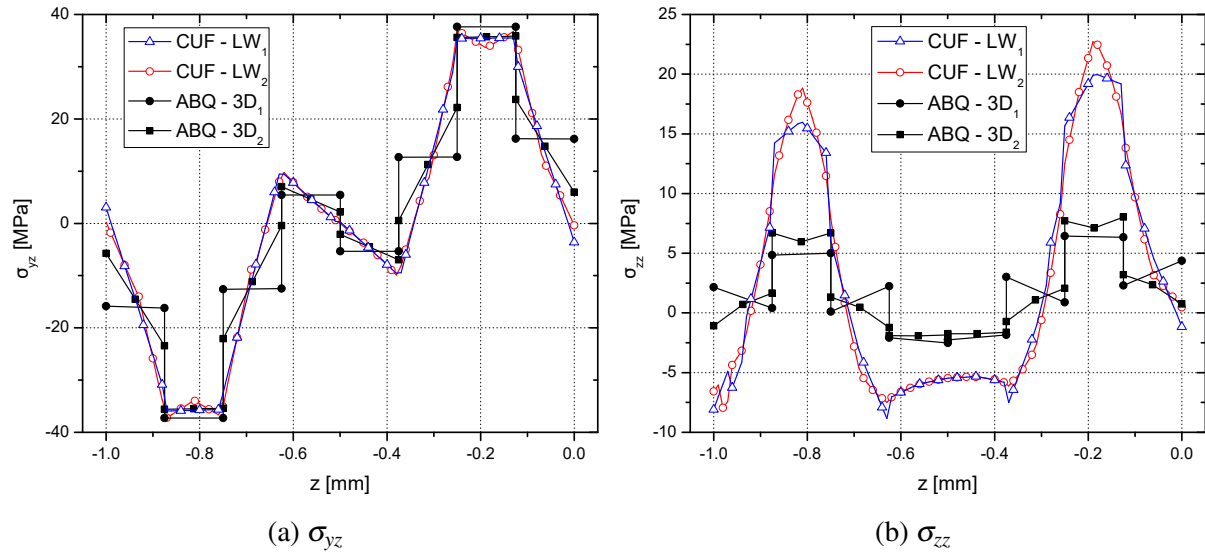 CUF - LW₁
CUF - LW₂
ABQ - 3D₁
ABQ - 3D₂
40
20
0
-20
-40
σyz [MPa]
-1.0 -0.8 -0.6 -0.4 -0.2 0.0
z [mm]
(a) σyz
CUF - LW₁
CUF - LW₂
ABQ - 3D₁
ABQ - 3D₂
25
20
15
10
5
0
-5
-10
σzz [MPa]
-1.0 -0.8 -0.6 -0.4 -0.2 0.0
z [mm]
(b) σzz